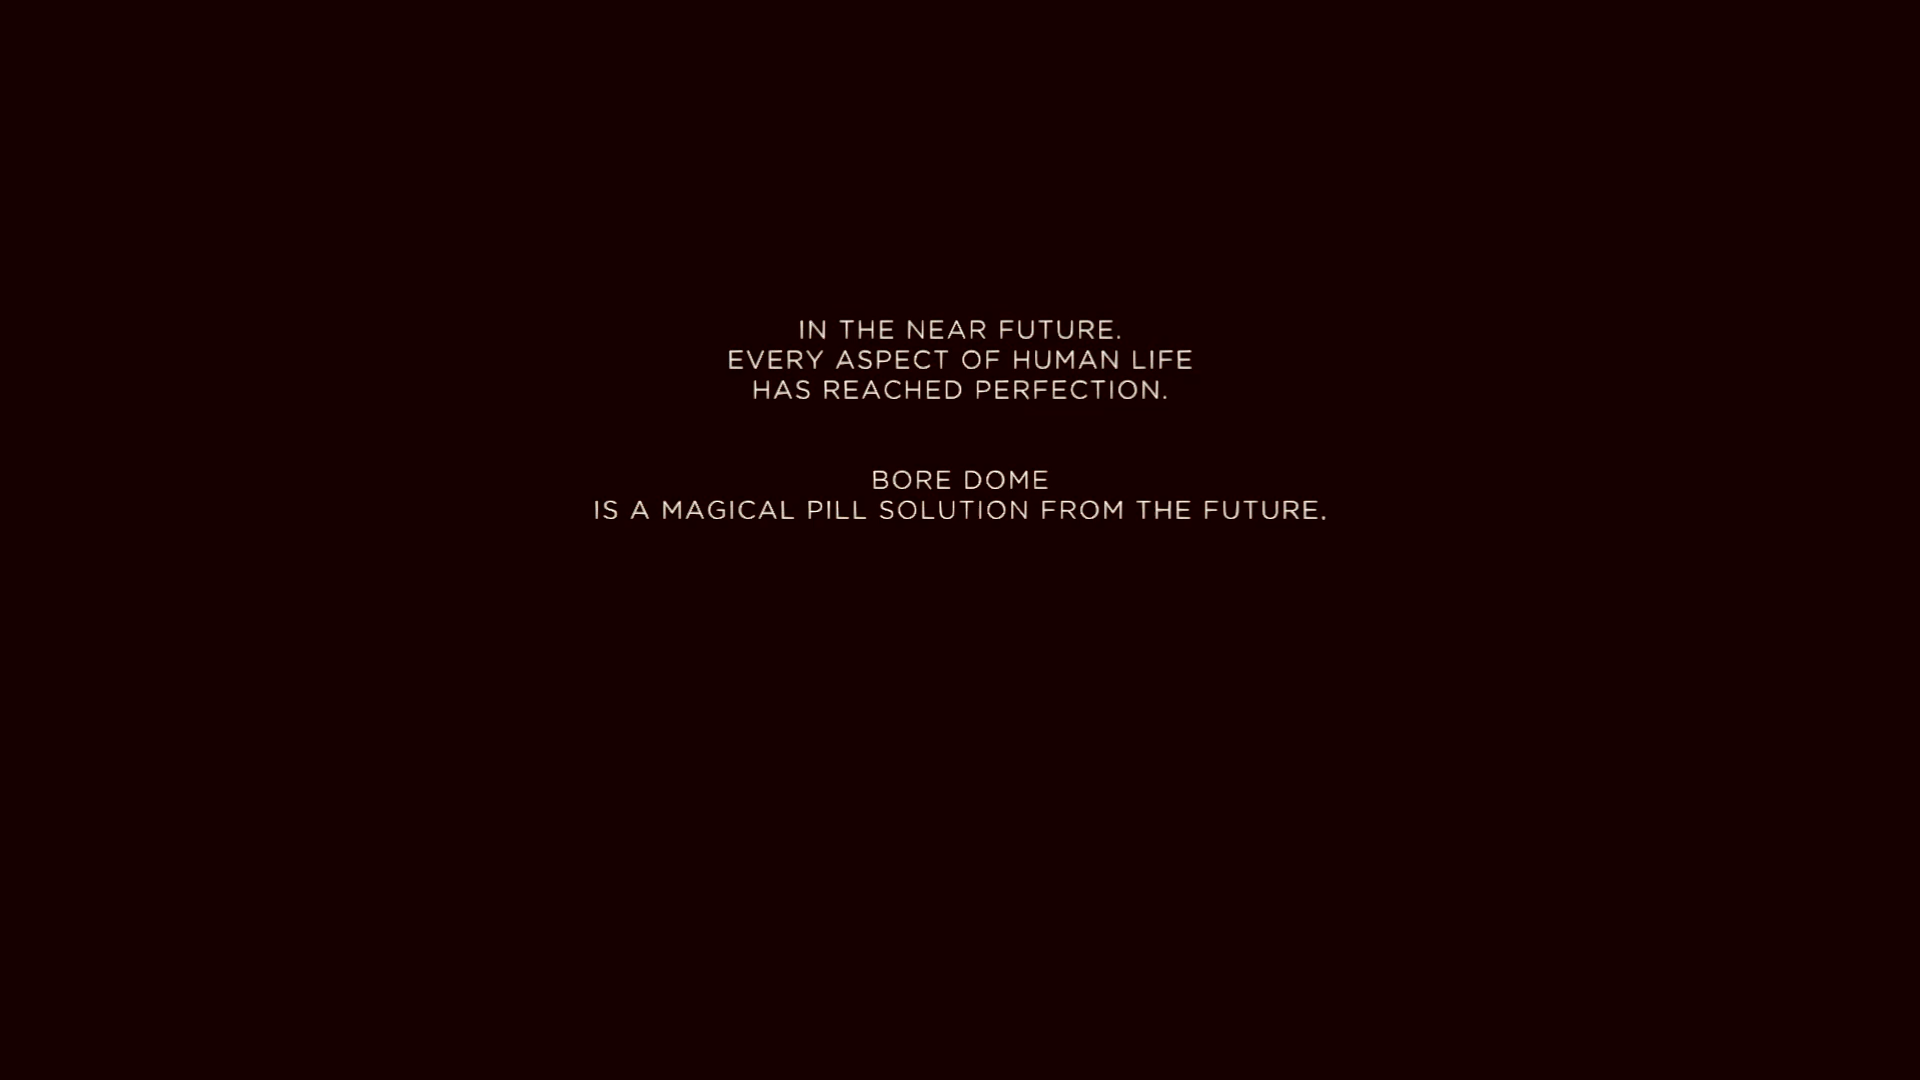 IN THE NEAR FUTURE.
EVERY ASPECT OF HUMAN LIFE
HAS REACHED PERFECTION.
BORE DOME
IS A MAGICAL PILL SOLUTION FROM THE FUTURE.